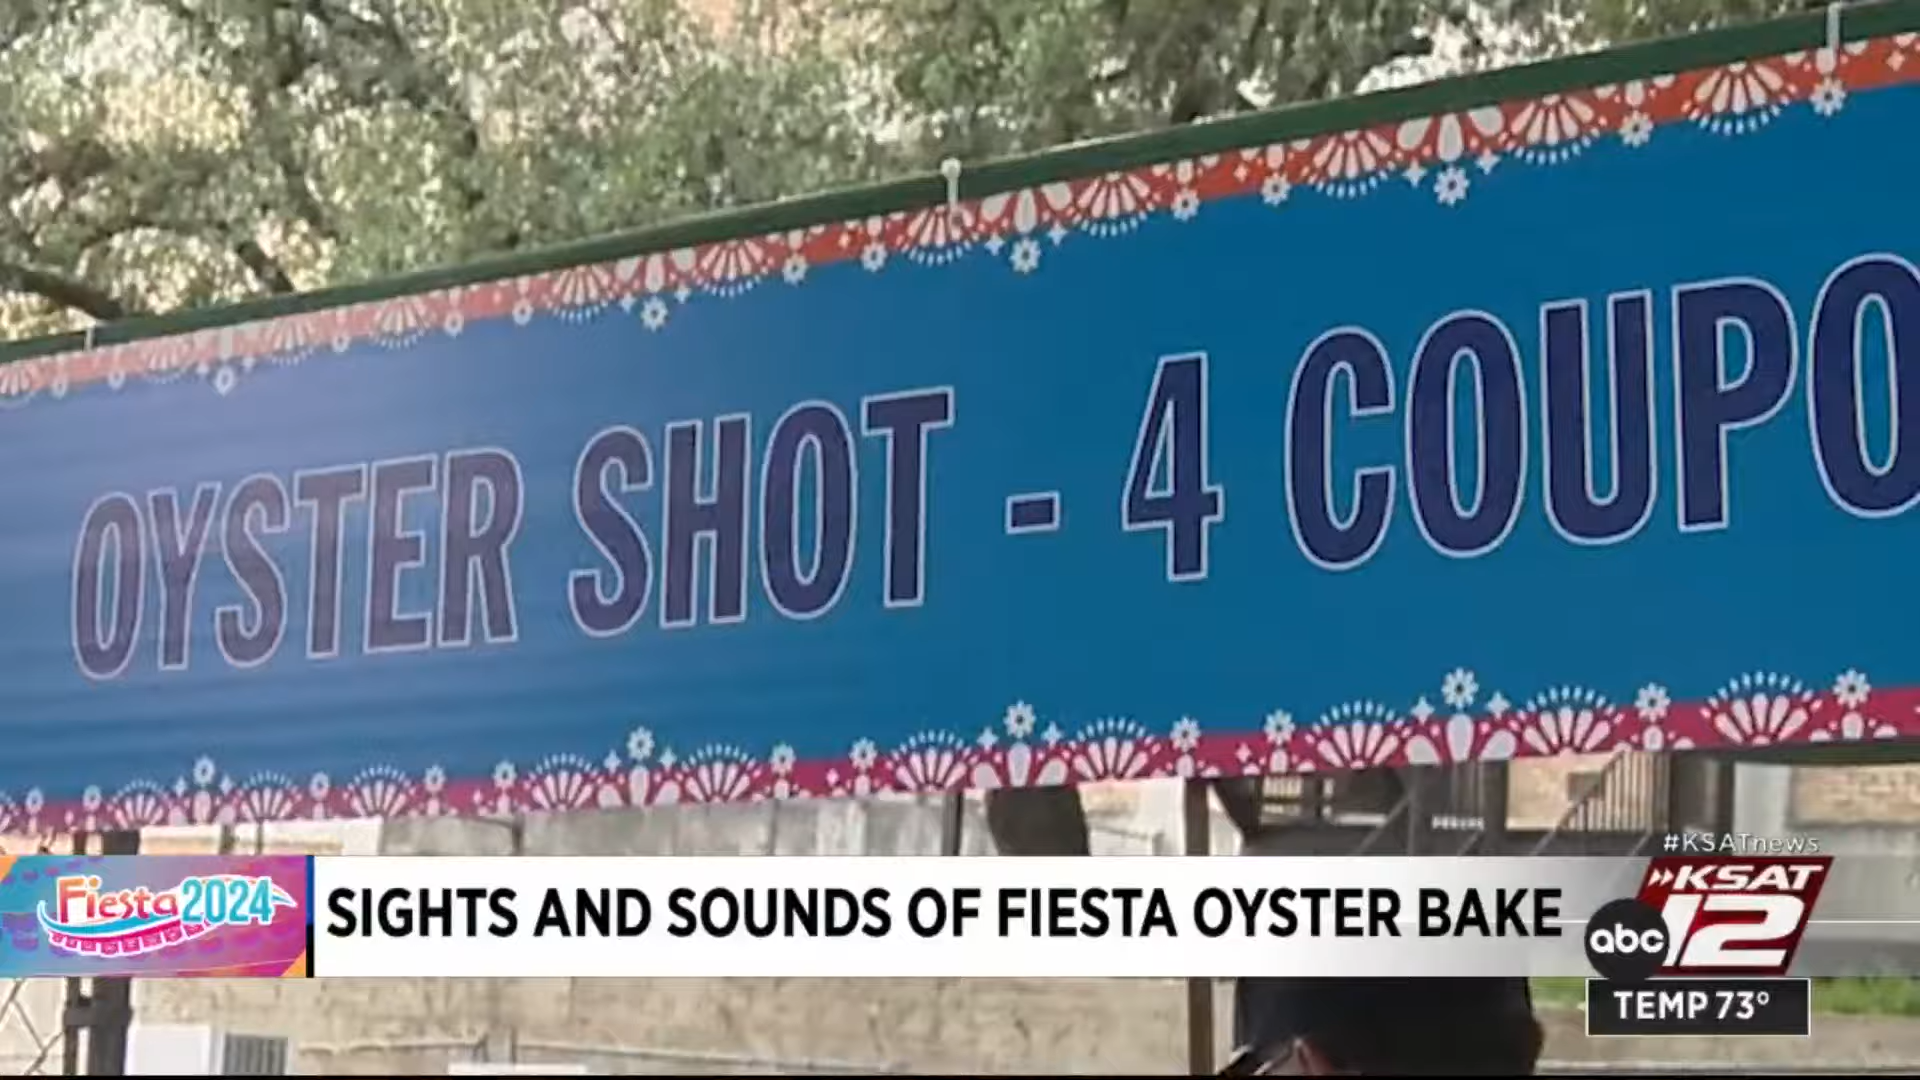 OYSTER SHOT - 4 COUPO
#KSATnews
Fiesta 2024
SIGHTS AND SOUNDS OF FIESTA OYSTER BAKE
KSAT
abc 12
TEMP 73°